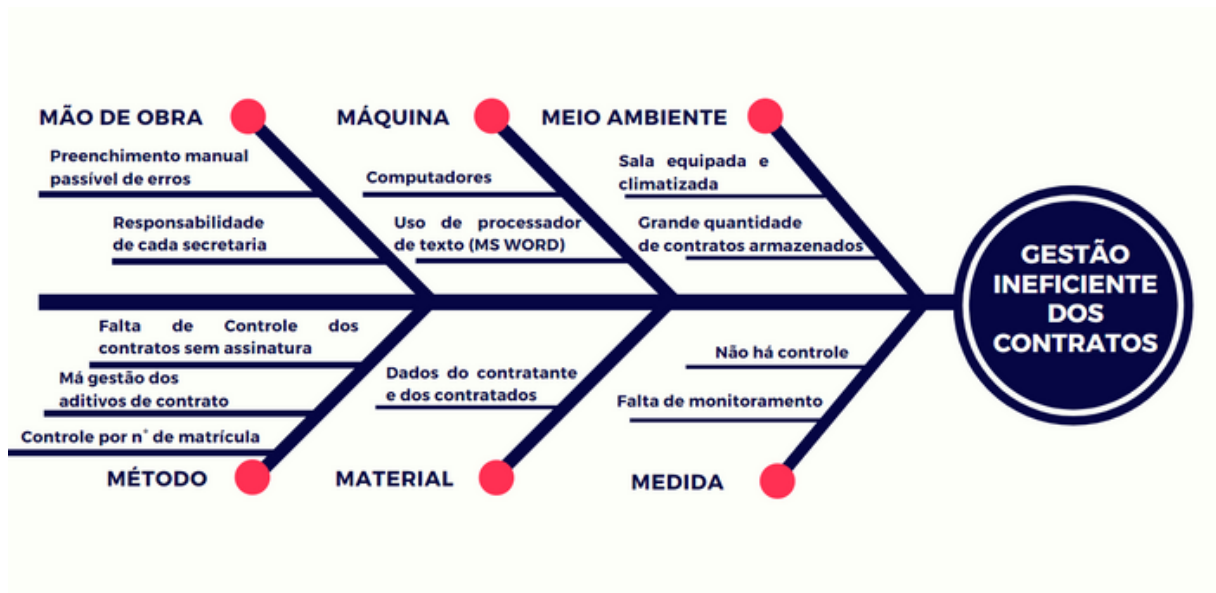 MÃO DE OBRA
Preenchimento manual
passível de erros
Responsabilidade
de cada secretaria
MÁQUINA
Computadores
Uso de processador
de texto (MS WORD)
MEIO AMBIENTE
Sala equipada e
climatizada
Grande quantidade
de contratos armazenados
GESTÃO
INEFICIENTE
DOS
CONTRATOS
Falta de Controle dos
contratos sem assinatura
Má gestão dos
aditivos de contrato
Controle por n° de matrícula
MÉTODO
Dados do contratante
e dos contratados
MATERIAL
Não há controle
Falta de monitoramento
MEDIDA